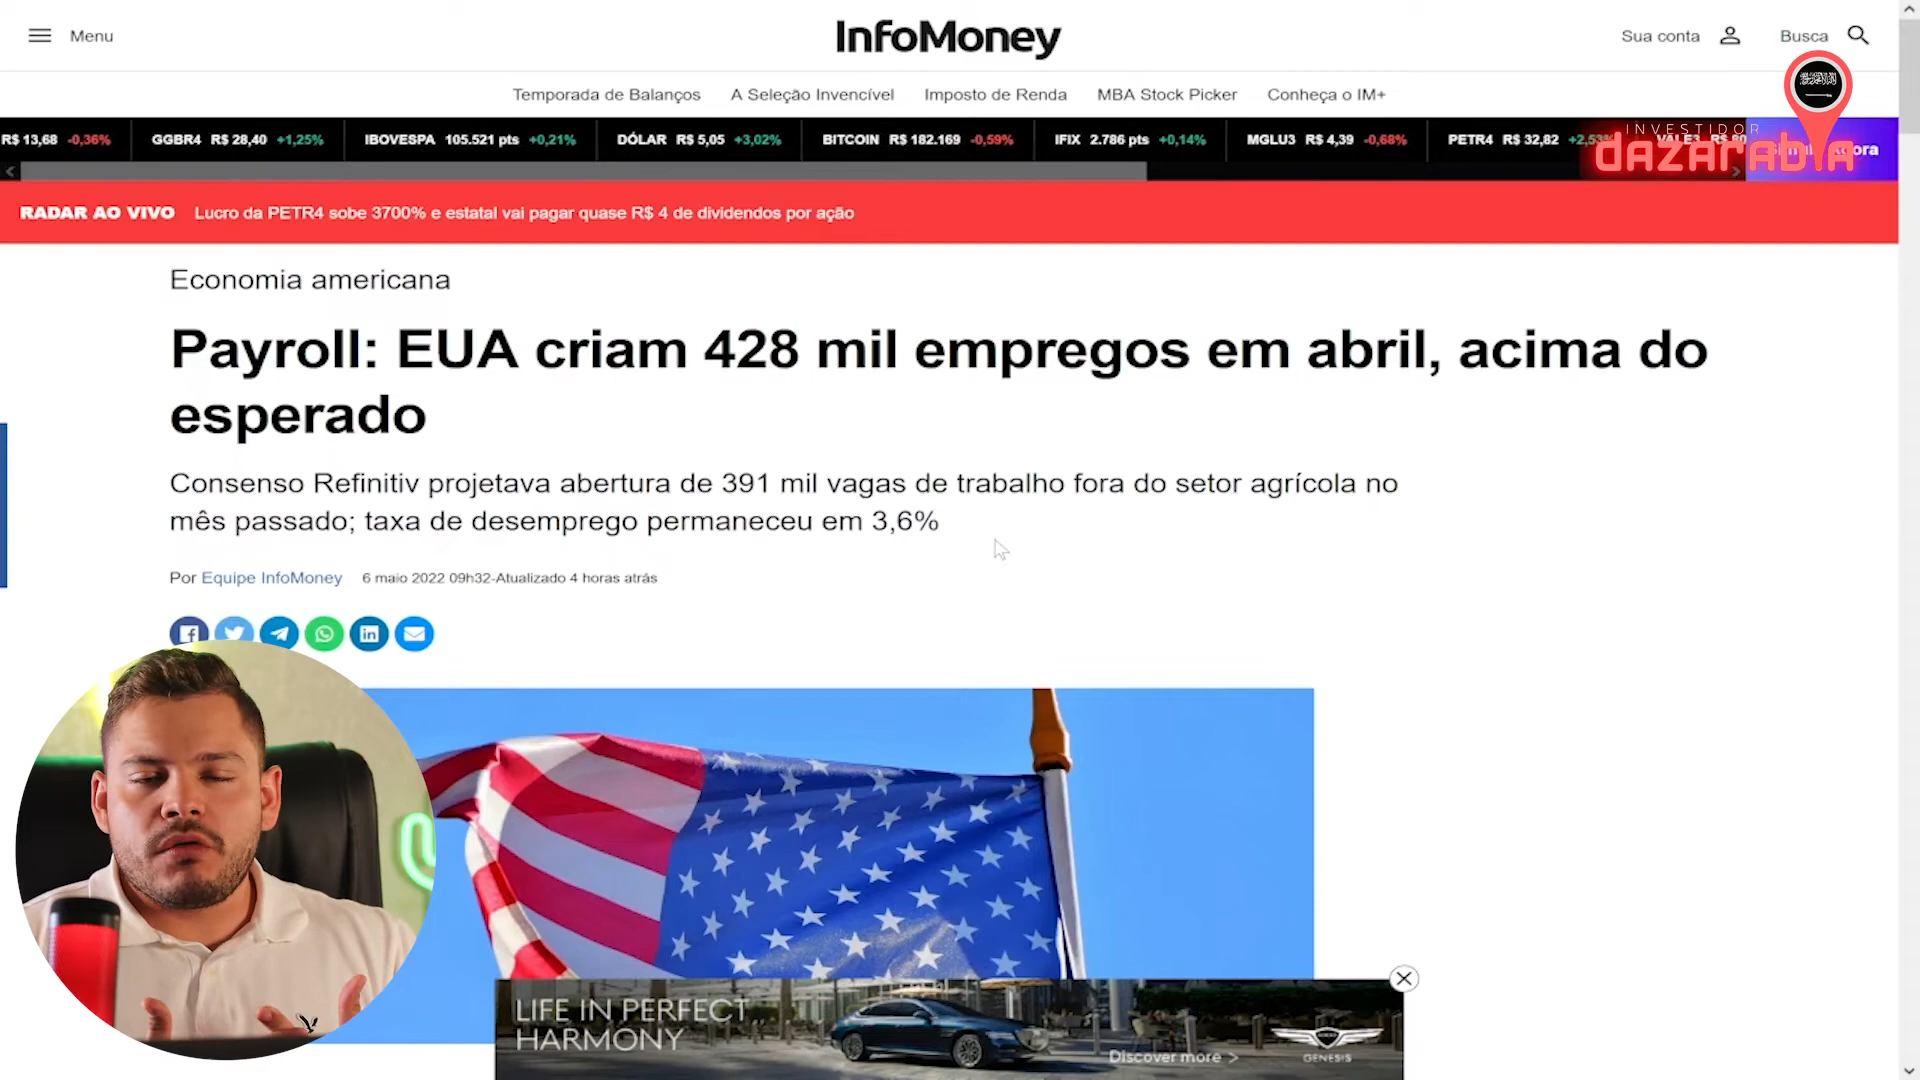 Menu
InfoMoney
Sua conta
Busca
Temporada de Balanços
A Seleção Invencível
Imposto de Renda
MBA Stock Picker
Conheça o IM+
R$ 13,68 -0,36%
GGBR4 R$ 28,40 +1,25%
IBOVESPA 105.521 pts +0,21%
DÓLAR R$ 5,05 +3,02%
BITCOIN R$ 182.169 -0,59%
IFIX 2.786 pts +0,14%
MGLU3 R$ 4,39 -0,68%
PETR4 R$ 32,82 +2,53%
VALE3 R$ 80
INVESTIDOR
dazarabia
RADAR AO VIVO Lucro da PETR4 sobe 3700% e estatal vai pagar quase R$ 4 de dividendos por ação
Economia americana
Payroll: EUA criam 428 mil empregos em abril, acima do
esperado
Consenso Refinitiv projetava abertura de 391 mil vagas de trabalho fora do setor agrícola no
mês passado; taxa de desemprego permaneceu em 3,6%
Por Equipe InfoMoney 6 maio 2022 09h32-Atualizado 4 horas atrás
LIFE IN PERFECT
HARMONY
Discover more >
GENESIS